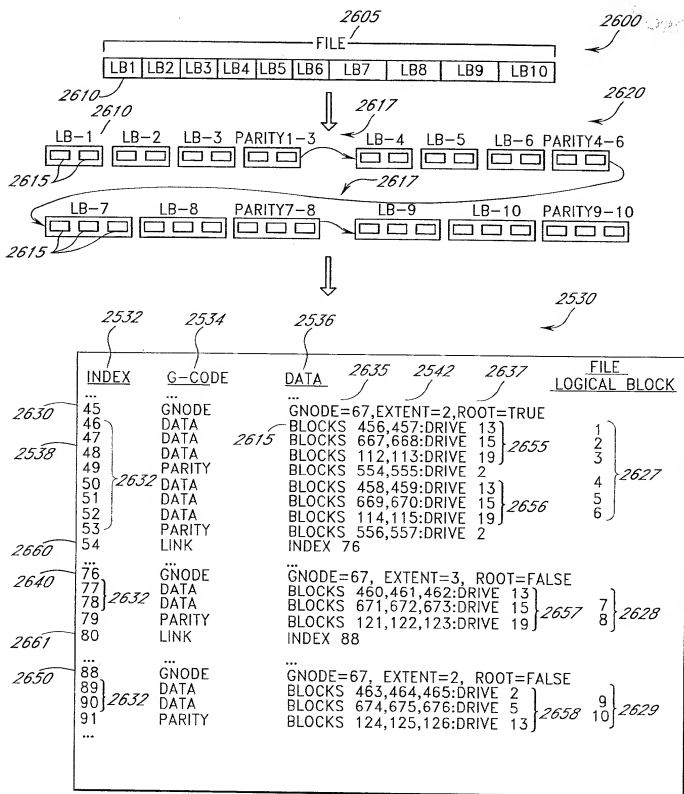 2605
FILE
2600
LB1 LB2 LB3 LB4 LB5 LB6 LB7 LB8 LB9 LB10
2610
2610
2617
2620
LB-1 LB-2 LB-3 PARITY1-3 LB-4 LB-5 LB-6 PARITY4-6
2615
2617
LB-7 LB-8 PARITY7-8 LB-9 LB-10 PARITY9-10
2615
2530
2532 2534 2536
2635 2542 2637
INDEX G-CODE DATA FILE LOGICAL BLOCK
... ... ...
2630 45 GNODE GNODE=67,EXTENT=2,ROOT=TRUE
46 DATA 2615 BLOCKS 456,457:DRIVE 13 1
2538 47 DATA BLOCKS 667,668:DRIVE 15 2655 2
48 DATA BLOCKS 112,113:DRIVE 19 3
49 2632 PARITY BLOCKS 554,555:DRIVE 2 2627
50 DATA BLOCKS 458,459:DRIVE 13 4
51 DATA BLOCKS 669,670:DRIVE 15 2656 5
52 DATA BLOCKS 114,115:DRIVE 19 6
53 PARITY BLOCKS 556,557:DRIVE 2
2660 54 LINK INDEX 76
... ... ...
2640 76 GNODE GNODE=67, EXTENT=3, ROOT=FALSE
77 2632 DATA BLOCKS 460,461,462:DRIVE 13
78 DATA BLOCKS 671,672,673:DRIVE 15 2657 7 2628
79 PARITY BLOCKS 121,122,123:DRIVE 19 8
2661 80 LINK INDEX 88
... ... ...
2650 88 GNODE GNODE=67, EXTENT=2, ROOT=FALSE
89 2632 DATA BLOCKS 463,464,465:DRIVE 2 9
90 DATA BLOCKS 674,675,676:DRIVE 5 2658 10 2629
91 PARITY BLOCKS 124,125,126:DRIVE 13
...